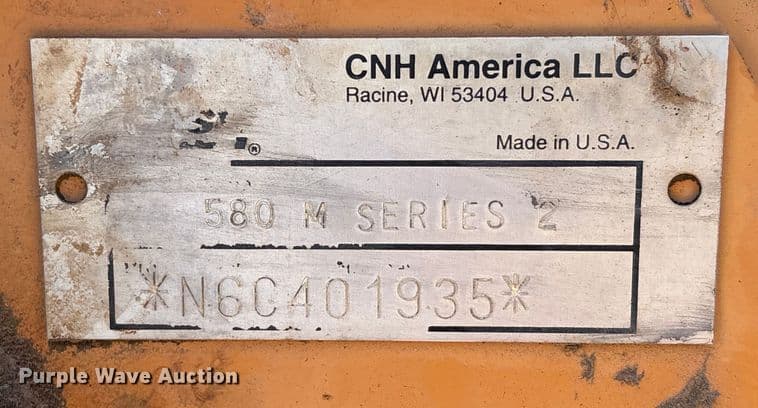 CNH America LLC
Racine, WI 53404 U.S.A.
®
Made in U.S.A.
580 M SERIES 2
*N6C401935*
Purple Wave Auction